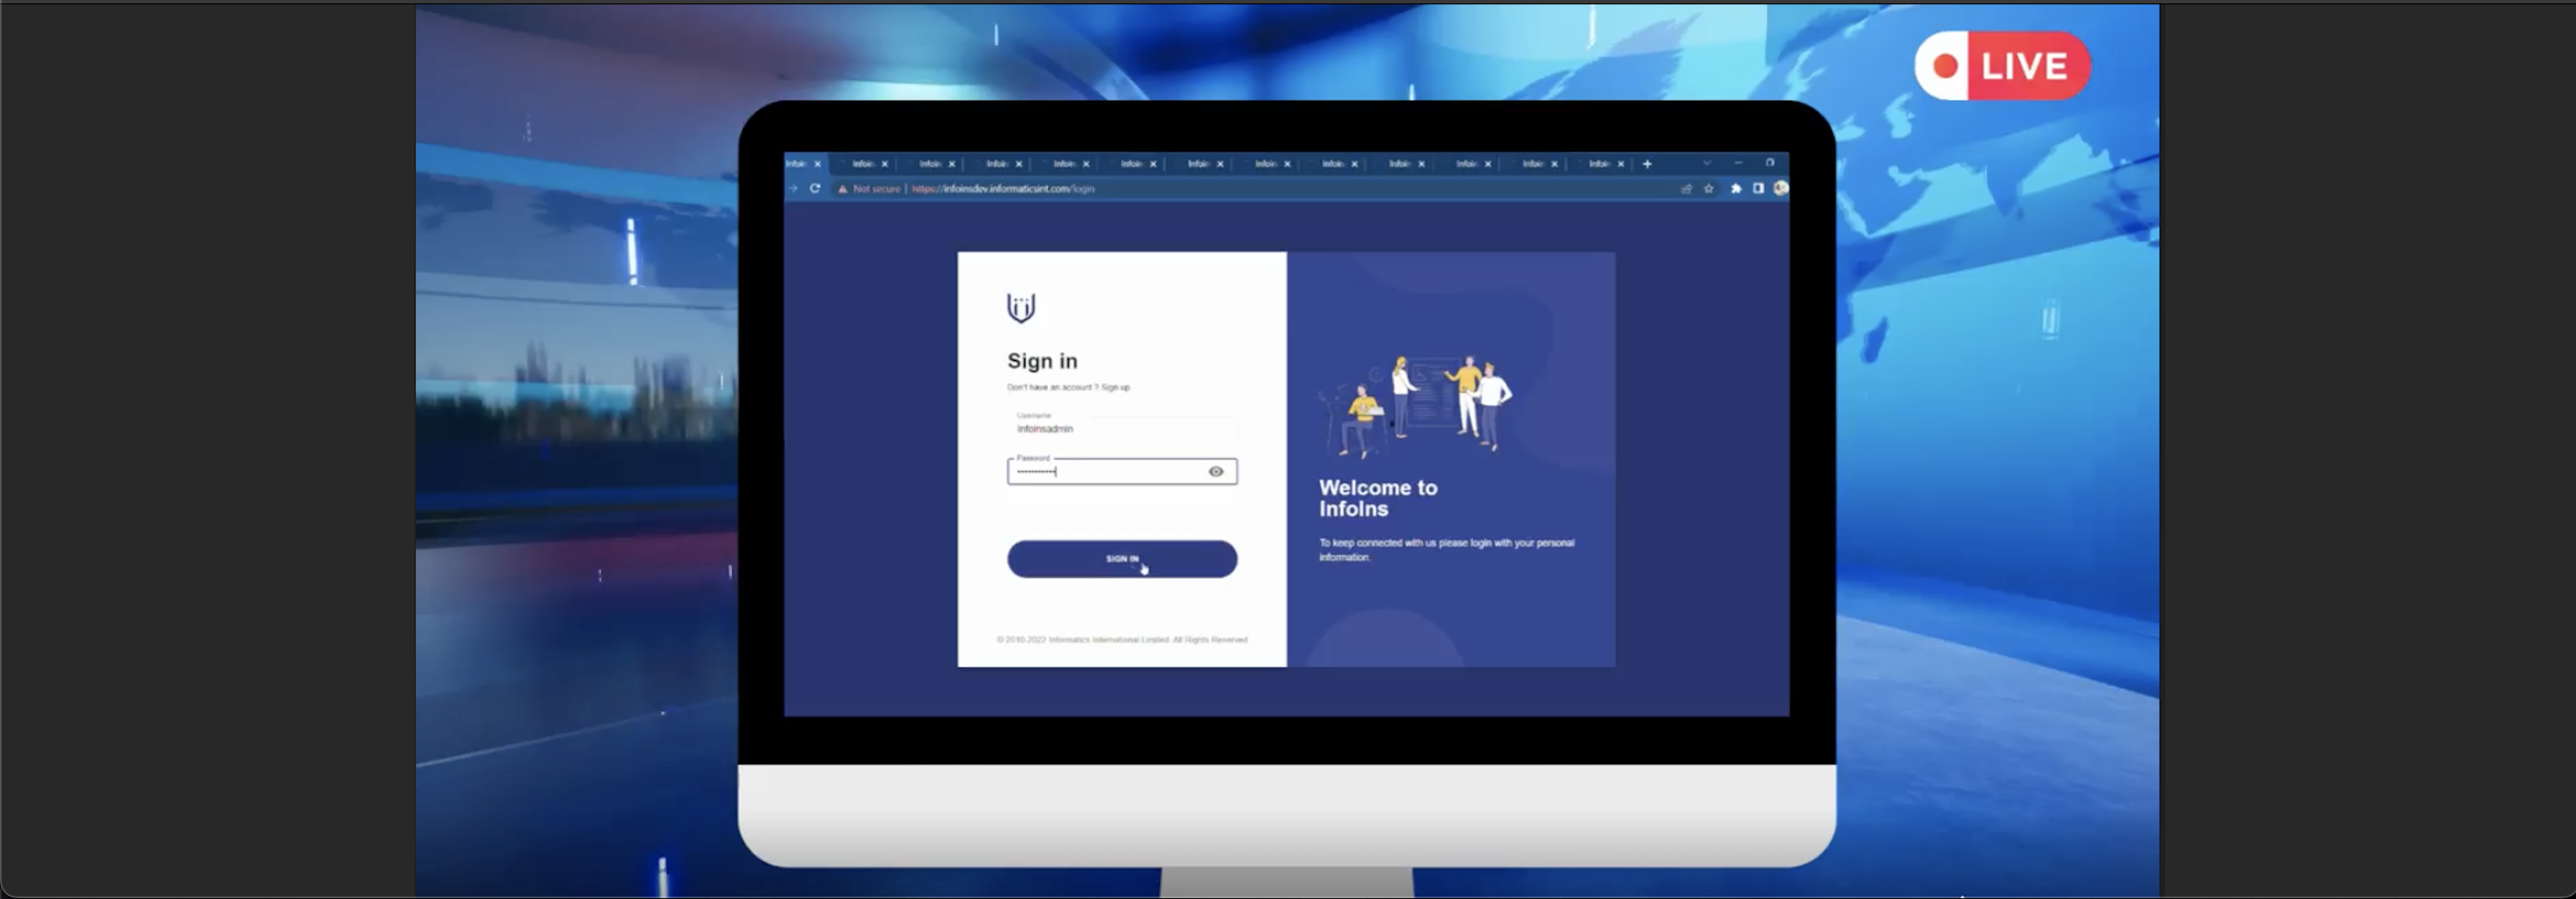 LIVE
Infoin Infoin Infoin Infoin Infoin Infoin Infoin Infoin Infoin Infoin Infoin Infoin Infoin
Not secure | https://infoinsdev.informaticsint.com/login
Sign in
Don't have an account ? Sign up
Username
Infoinsadmin
Password
SIGN IN
© 2010-2022 Informatics International Limited. All Rights Reserved
Welcome to
InfoIns
To keep connected with us please login with your personal
information.